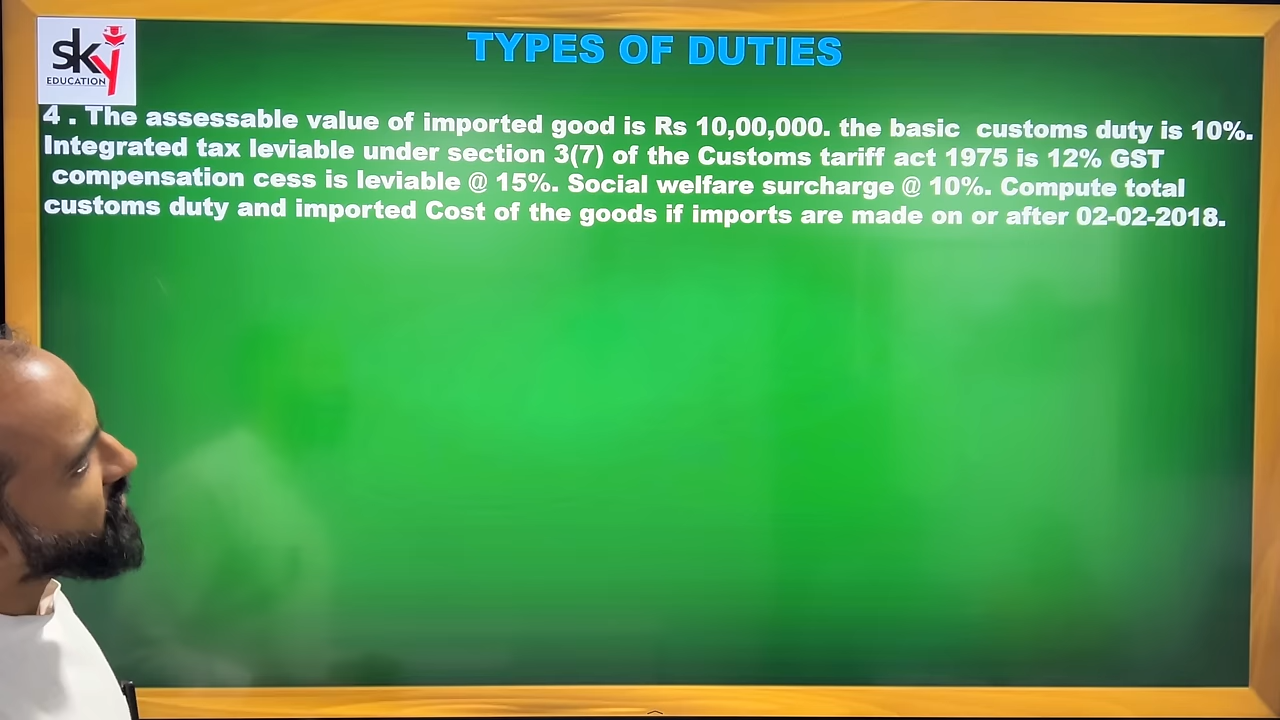 sky
EDUCATION
TYPES OF DUTIES
4 . The assessable value of imported good is Rs 10,00,000. the basic customs duty is 10%.
Integrated tax leviable under section 3(7) of the Customs tariff act 1975 is 12% GST
compensation cess is leviable @ 15%. Social welfare surcharge @ 10%. Compute total
customs duty and imported Cost of the goods if imports are made on or after 02-02-2018.